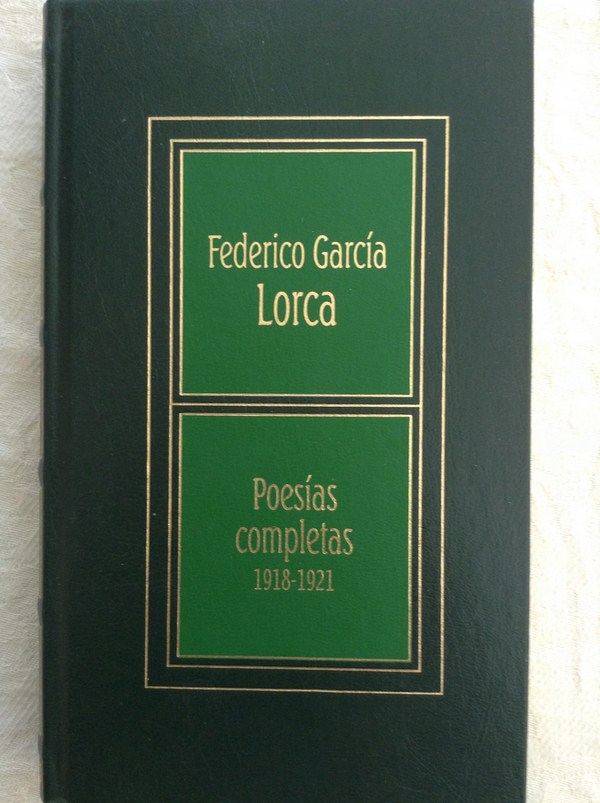 Federico García
Lorca
Poesías
completas
1918-1921